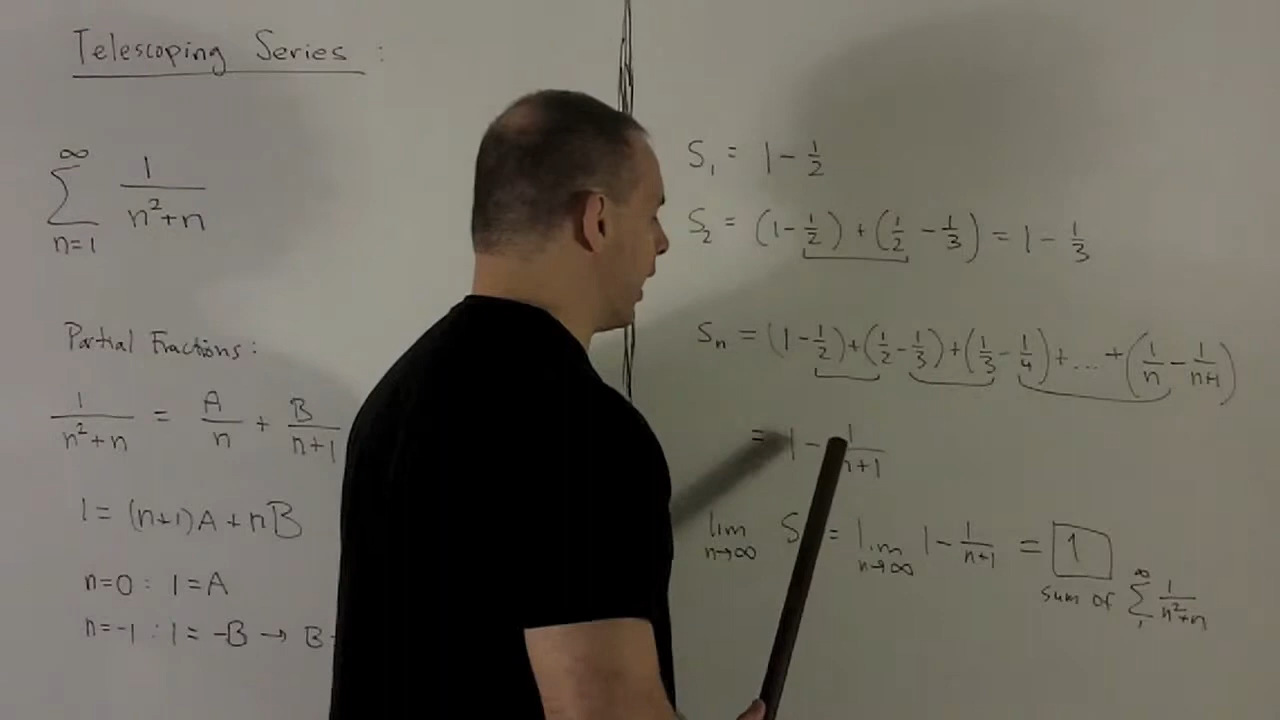 Telescoping Series :
∞
∑ 1/(n²+n)
n=1
Partial Fractions:
1/(n²+n) = A/n + B/(n+1)
1 = (n+1)A + nB
n=0 : 1=A
n=-1 : 1 = -B → B
S₁ = 1 - 1/2
S₂ = (1 - 1/2) + (1/2 - 1/3) = 1 - 1/3
Sₙ = (1 - 1/2) + (1/2 - 1/3) + (1/3 - 1/4) + ... + (1/n - 1/(n+1))
= 1 - 1/(n+1)
lim n→∞ S = lim n→∞ 1 - 1/(n+1) = 1
sum of ∑ ∞ 1 1/(n²+n)